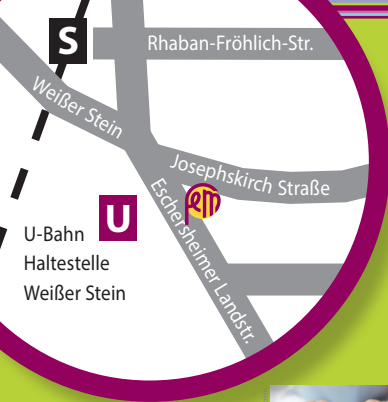 S
Rhaban-Fröhlich-Str.
Weißer Stein
Josephskirch Straße
Eschersheimer Landstr.
U
U-Bahn
Haltestelle
Weißer Stein